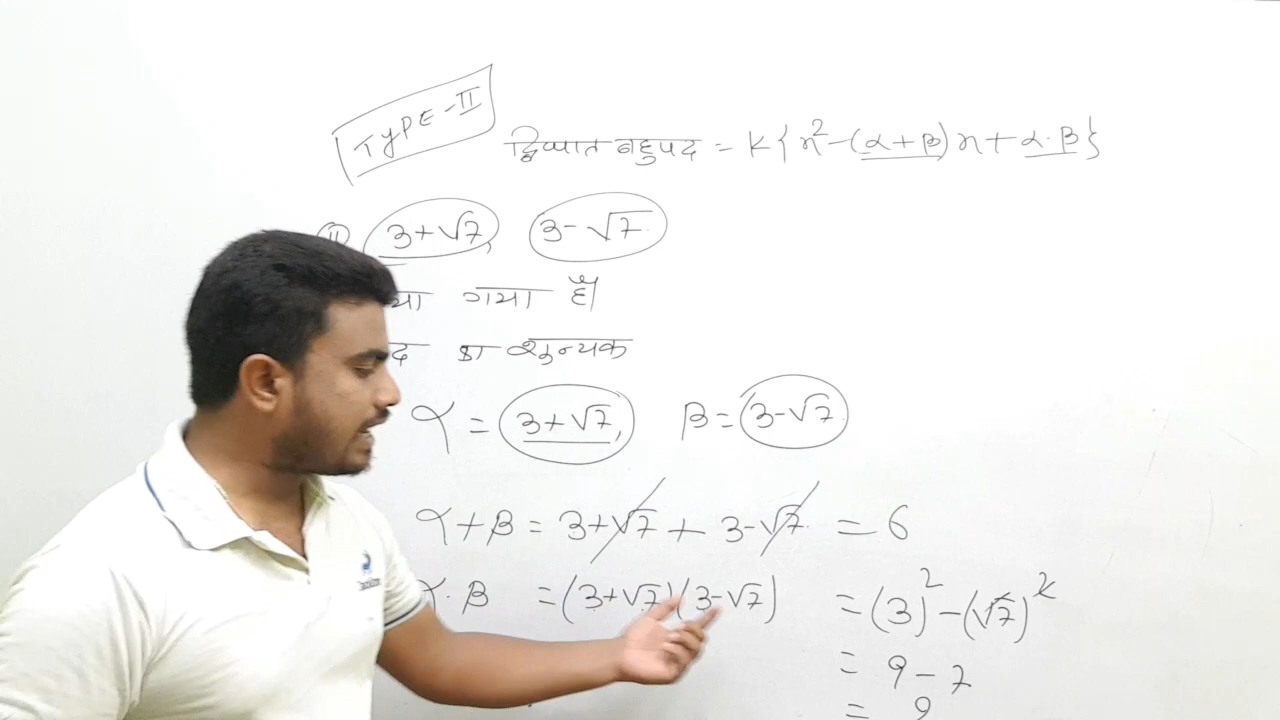 TYPE-II
द्विघात बहुपद = K{x²-(α+β)x+α.β}
II 3+√7, 3-√7
या गया है।
द का शून्यक
α = 3+√7, β = 3-√7
α+β = 3+√7 + 3-√7 = 6
α.β = (3+√7)(3-√7) = (3)²-(√7)²
= 9-7
=